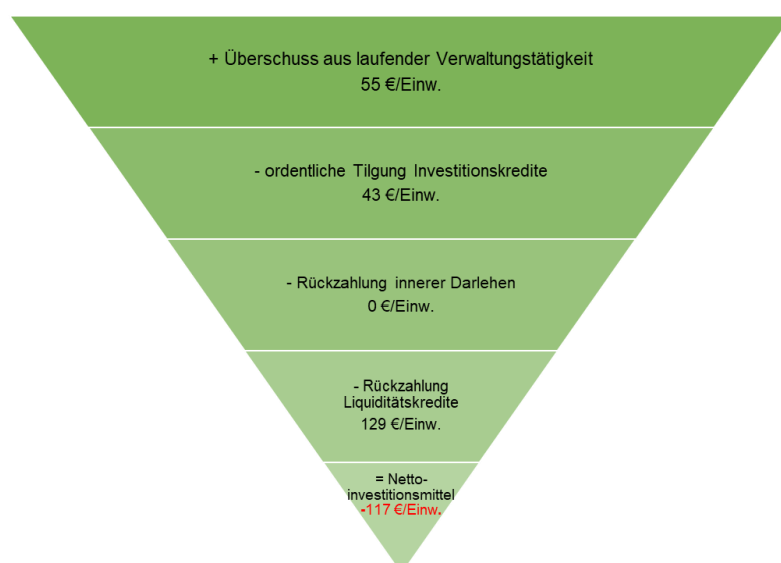 + Überschuss aus laufender Verwaltungstätigkeit
55 €/Einw.
- ordentliche Tilgung Investitionskredite
43 €/Einw.
- Rückzahlung innerer Darlehen
0 €/Einw.
- Rückzahlung
Liquiditätskredite
129 €/Einw.
= Netto-
investitionsmittel
-117 €/Einw.